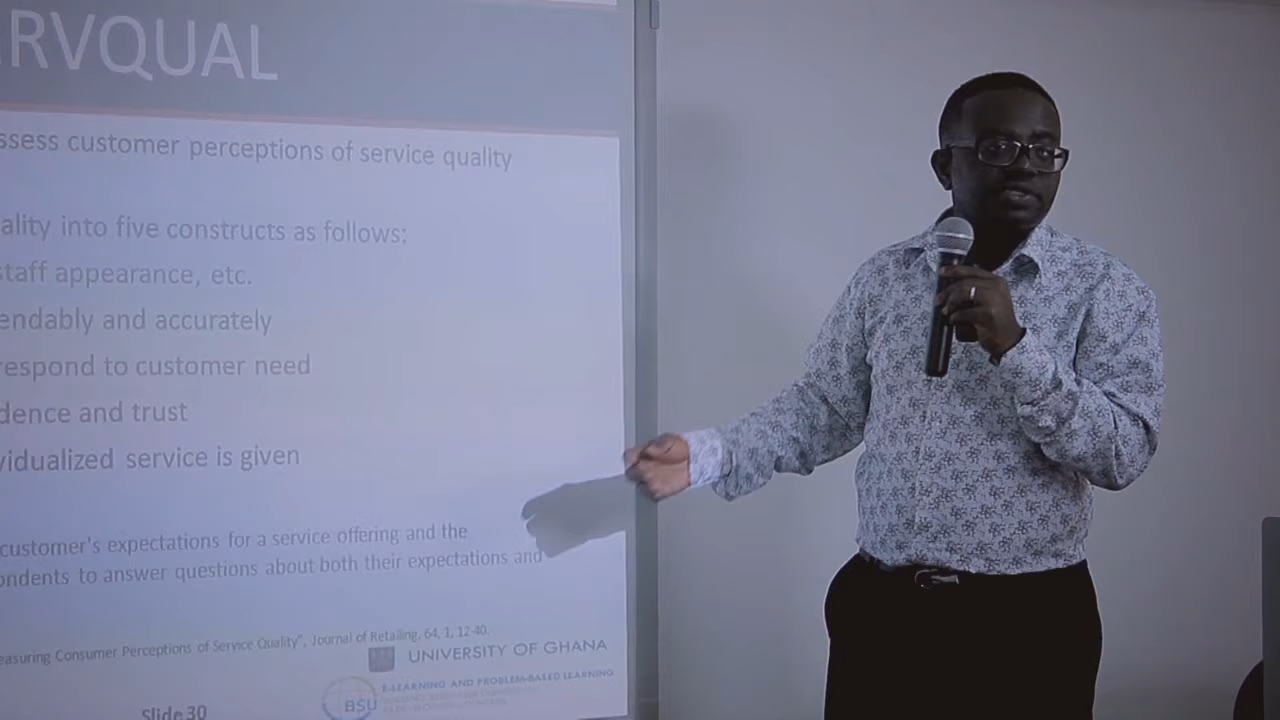 RVQUAL
ssess customer perceptions of service quality
ality into five constructs as follows:
staff appearance, etc.
endably and accurately
respond to customer need
dence and trust
vidualized service is given
customer's expectations for a service offering and the
ondents to answer questions about both their expectations and
easuring Consumer Perceptions of Service Quality", Journal of Retailing, 64, 1, 12-40.
UNIVERSITY OF GHANA
E-LEARNING AND PROBLEM-BASED LEARNING
BSU
Slide 30